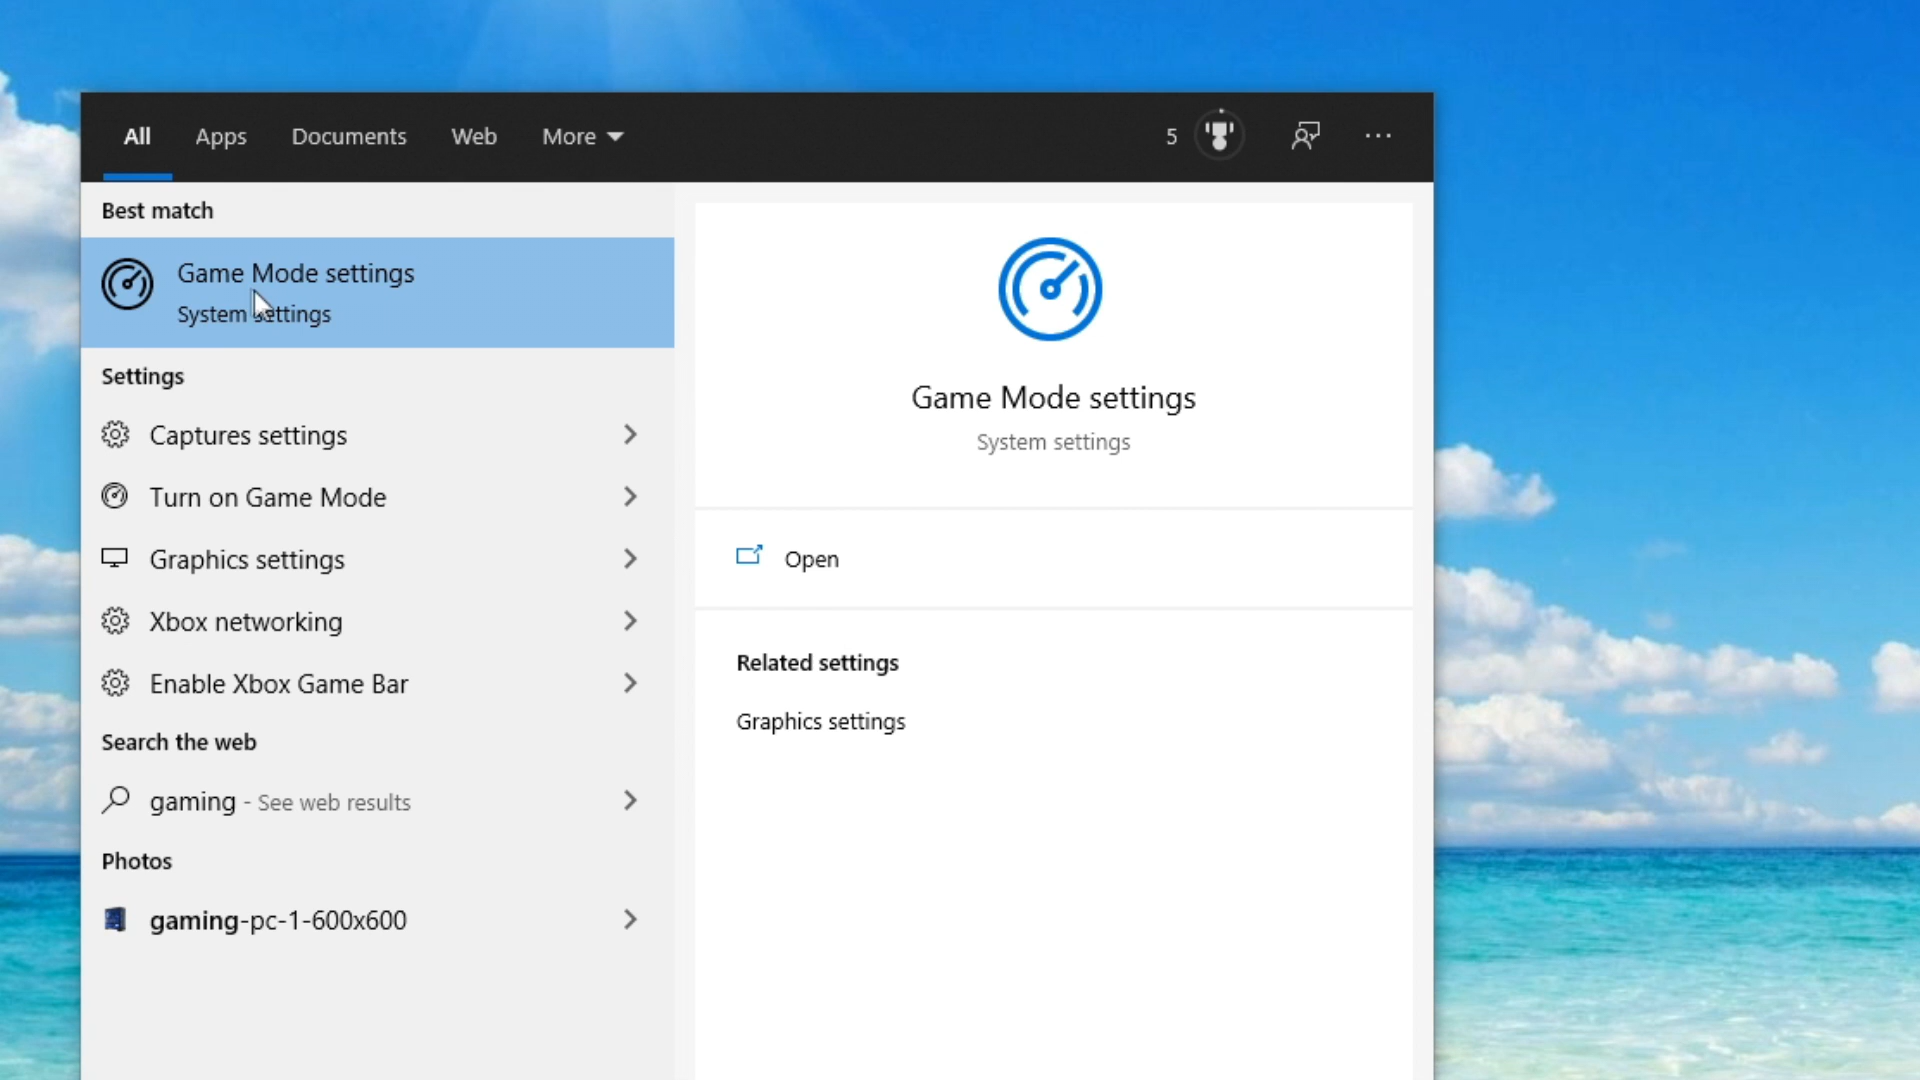 All Apps Documents Web More 5 ...
Best match
Game Mode settings
System settings
Settings
Captures settings
Turn on Game Mode
Graphics settings
Xbox networking
Enable Xbox Game Bar
Search the web
gaming - See web results
Photos
gaming-pc-1-600x600
Game Mode settings
System settings
Open
Related settings
Graphics settings